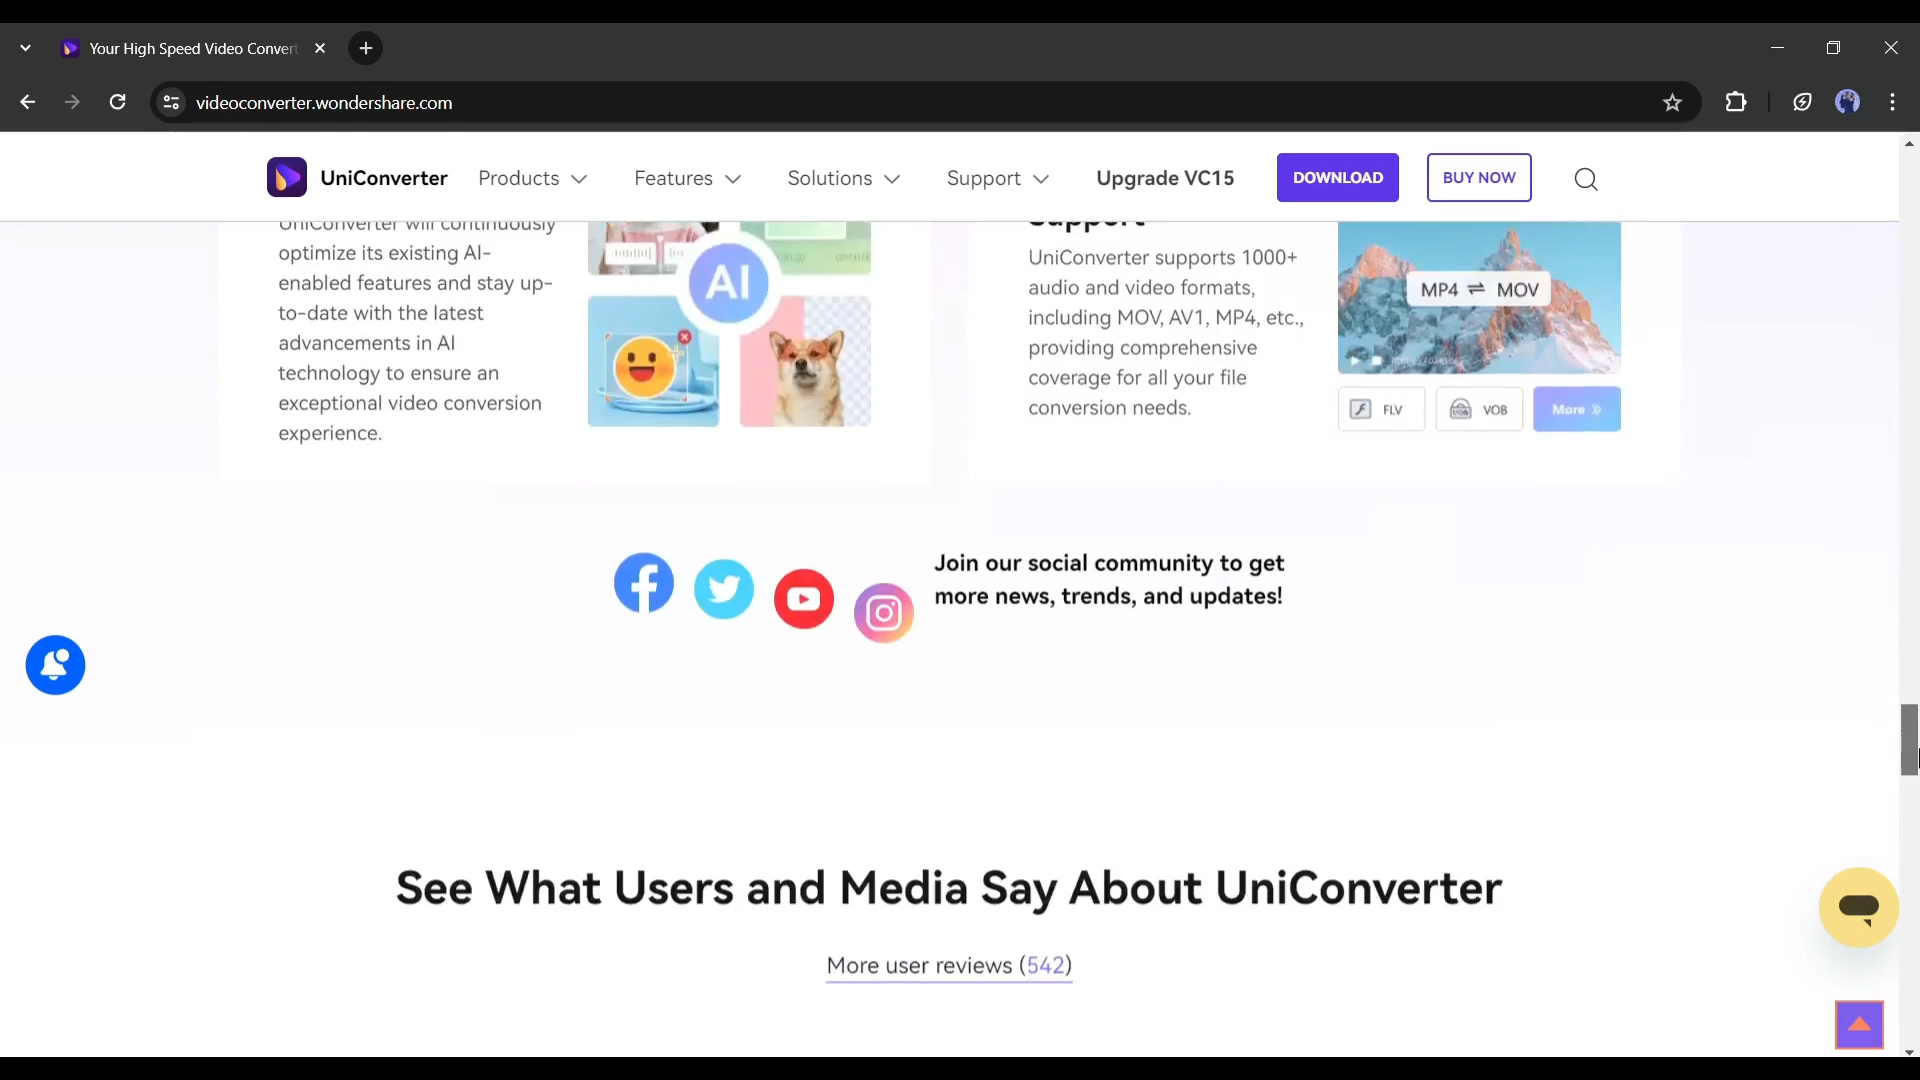 Your High Speed Video Convert
videoconverter.wondershare.com
UniConverter Products Features Solutions Support Upgrade VC15 DOWNLOAD BUY NOW
UniConverter will continuously
optimize its existing AI-
enabled features and stay up-
to-date with the latest
advancements in AI
technology to ensure an
exceptional video conversion
experience.
AI
Support
UniConverter supports 1000+
audio and video formats,
including MOV, AV1, MP4, etc.,
providing comprehensive
coverage for all your file
conversion needs.
MP4 ⇌ MOV
FLV VOB More »
Join our social community to get
more news, trends, and updates!
See What Users and Media Say About UniConverter
More user reviews (542)